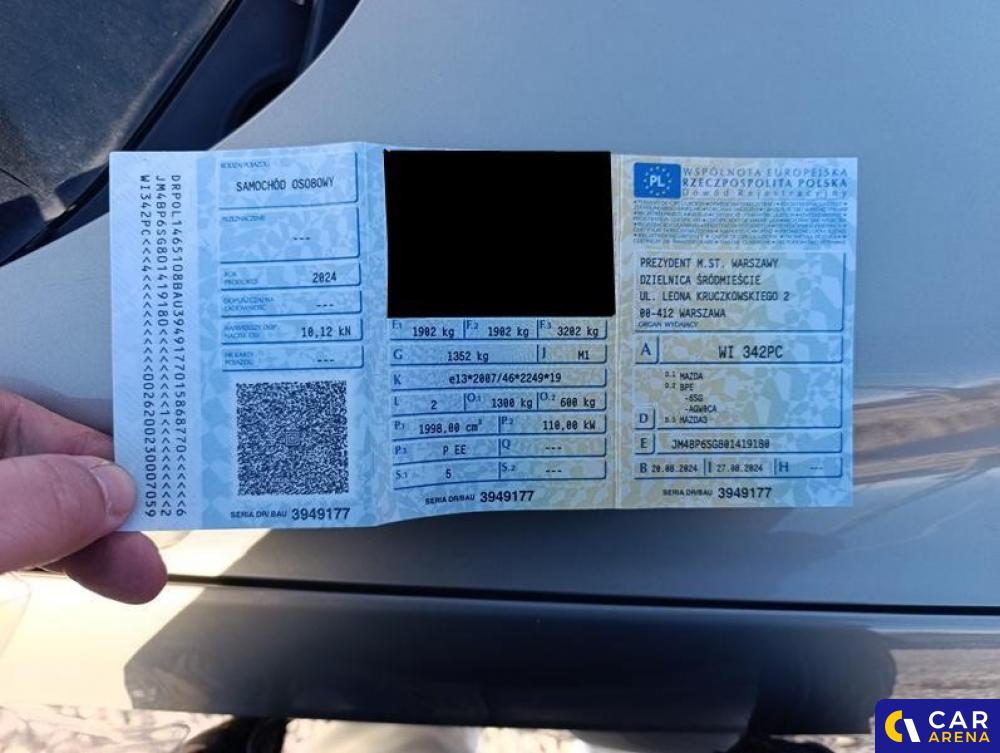 DRPOL1465108BAU3949177015868770C<<<<<<6
JM4BP6SG801419180<<<<<<1<<<<<<<<<<<<<2
WI342PC<<<4<<<<<<<<<<
RODZAJ POJAZDU
SAMOCHÓD OSOBOWY
PRZEZNACZENIE
---
ROK PRODUKCJI
2024
DOPUSZCZALNA ŁADOWNOŚĆ
---
NAJWIĘKSZY DOP. NACISK OSI
10,12 kN
NR KARTY POJAZDU
---
SERIA DR/BAU 3949177
F.1 1902 kg F.2 1902 kg F.3 3202 kg
G 1352 kg J M1
K e13*2007/46*2249*19
L 2 O.1 1300 kg O.2 600 kg
P.1 1998,00 cm³ P.2 110,00 kW
P.3 P EE Q ---
S.1 5 S.2 ---
SERIA DR/BAU 3949177
PL
WSPÓLNOTA EUROPEJSKA
RZECZPOSPOLITA POLSKA
Dowód Rejestracyjny
PREZYDENT M.ST. WARSZAWY
DZIELNICA ŚRÓDMIEŚCIE
UL. LEONA KRUCZKOWSKIEGO 2
00-412 WARSZAWA
ORGAN WYDAJĄCY
A WI 342PC
D.1 MAZDA
D.2 BPE
-6SG
-AGW8CA
D D.3 MAZDA3
E JM4BP6SG801419180
B 20.08.2024 I 27.08.2024 H ---
SERIA DR/BAU 3949177
CAR
ARENA